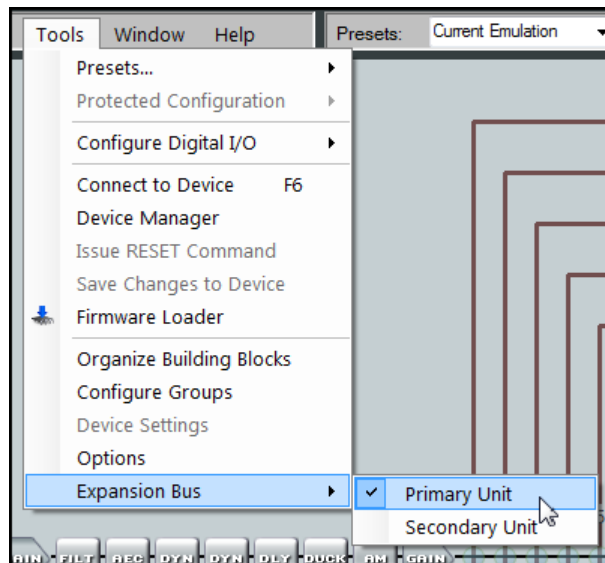 Tools Window Help Presets: Current Emulation
Presets...
Protected Configuration
Configure Digital I/O
Connect to Device F6
Device Manager
Issue RESET Command
Save Changes to Device
Firmware Loader
Organize Building Blocks
Configure Groups
Device Settings
Options
Expansion Bus
Primary Unit
Secondary Unit
AIN FILT AEC DYN DYN DLY DUCK AM GAIN